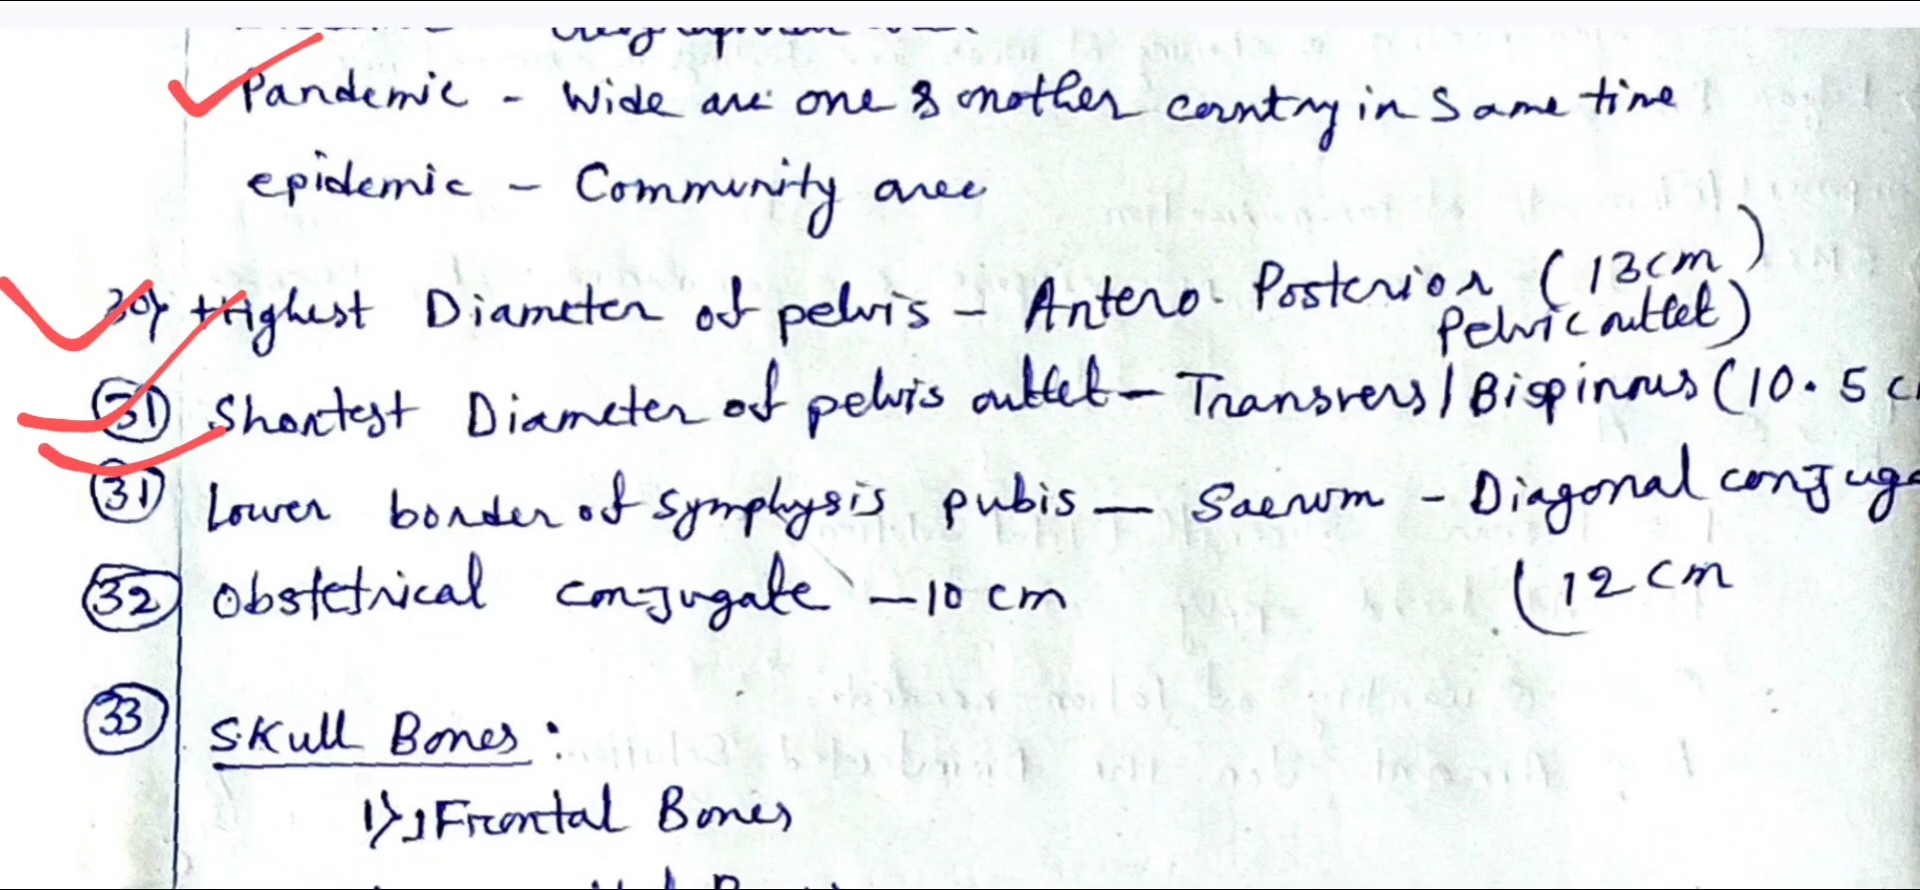 Pandemic - Wide are one & another country in same time
epidemic - Community aree
30) Highest Diameter of pelvis - Antero-Posterior (13cm)
Pelvic outlet)
31 Shortest Diameter of pelvis outlet - Transvers / Bispinous (10.5 c
31 Lower border of symphysis pubis - Sacrum - Diagonal conjuga
(12 cm
32 Obstetrical conjugate - 10 cm
33 Skull Bones :
1) 1 Frontal Bones